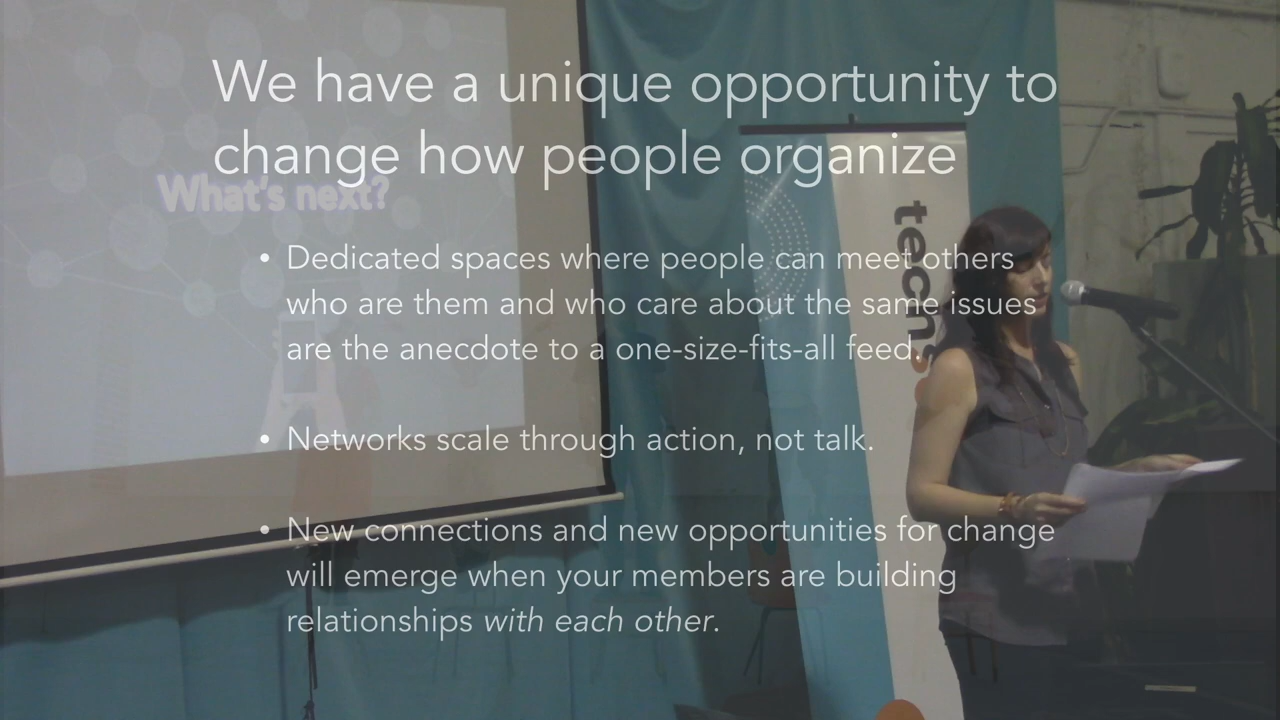 We have a unique opportunity to
change how people organize
What's next?
• Dedicated spaces where people can meet others
who are them and who care about the same issues
are the anecdote to a one-size-fits-all feed.
• Networks scale through action, not talk.
• New connections and new opportunities for change
will emerge when your members are building
relationships with each other.